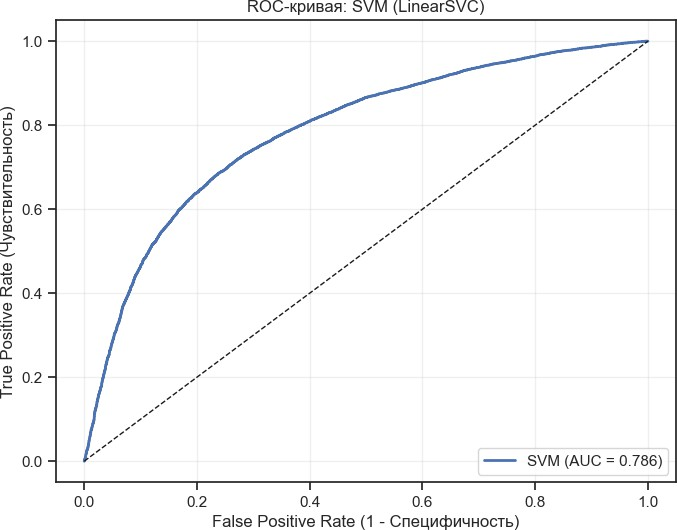 ROC-кривая: SVM (LinearSVC)
True Positive Rate (Чувствительность)
1.0
0.8
0.6
0.4
0.2
0.0
SVM (AUC = 0.786)
0.0 0.2 0.4 0.6 0.8 1.0
False Positive Rate (1 - Специфичность)